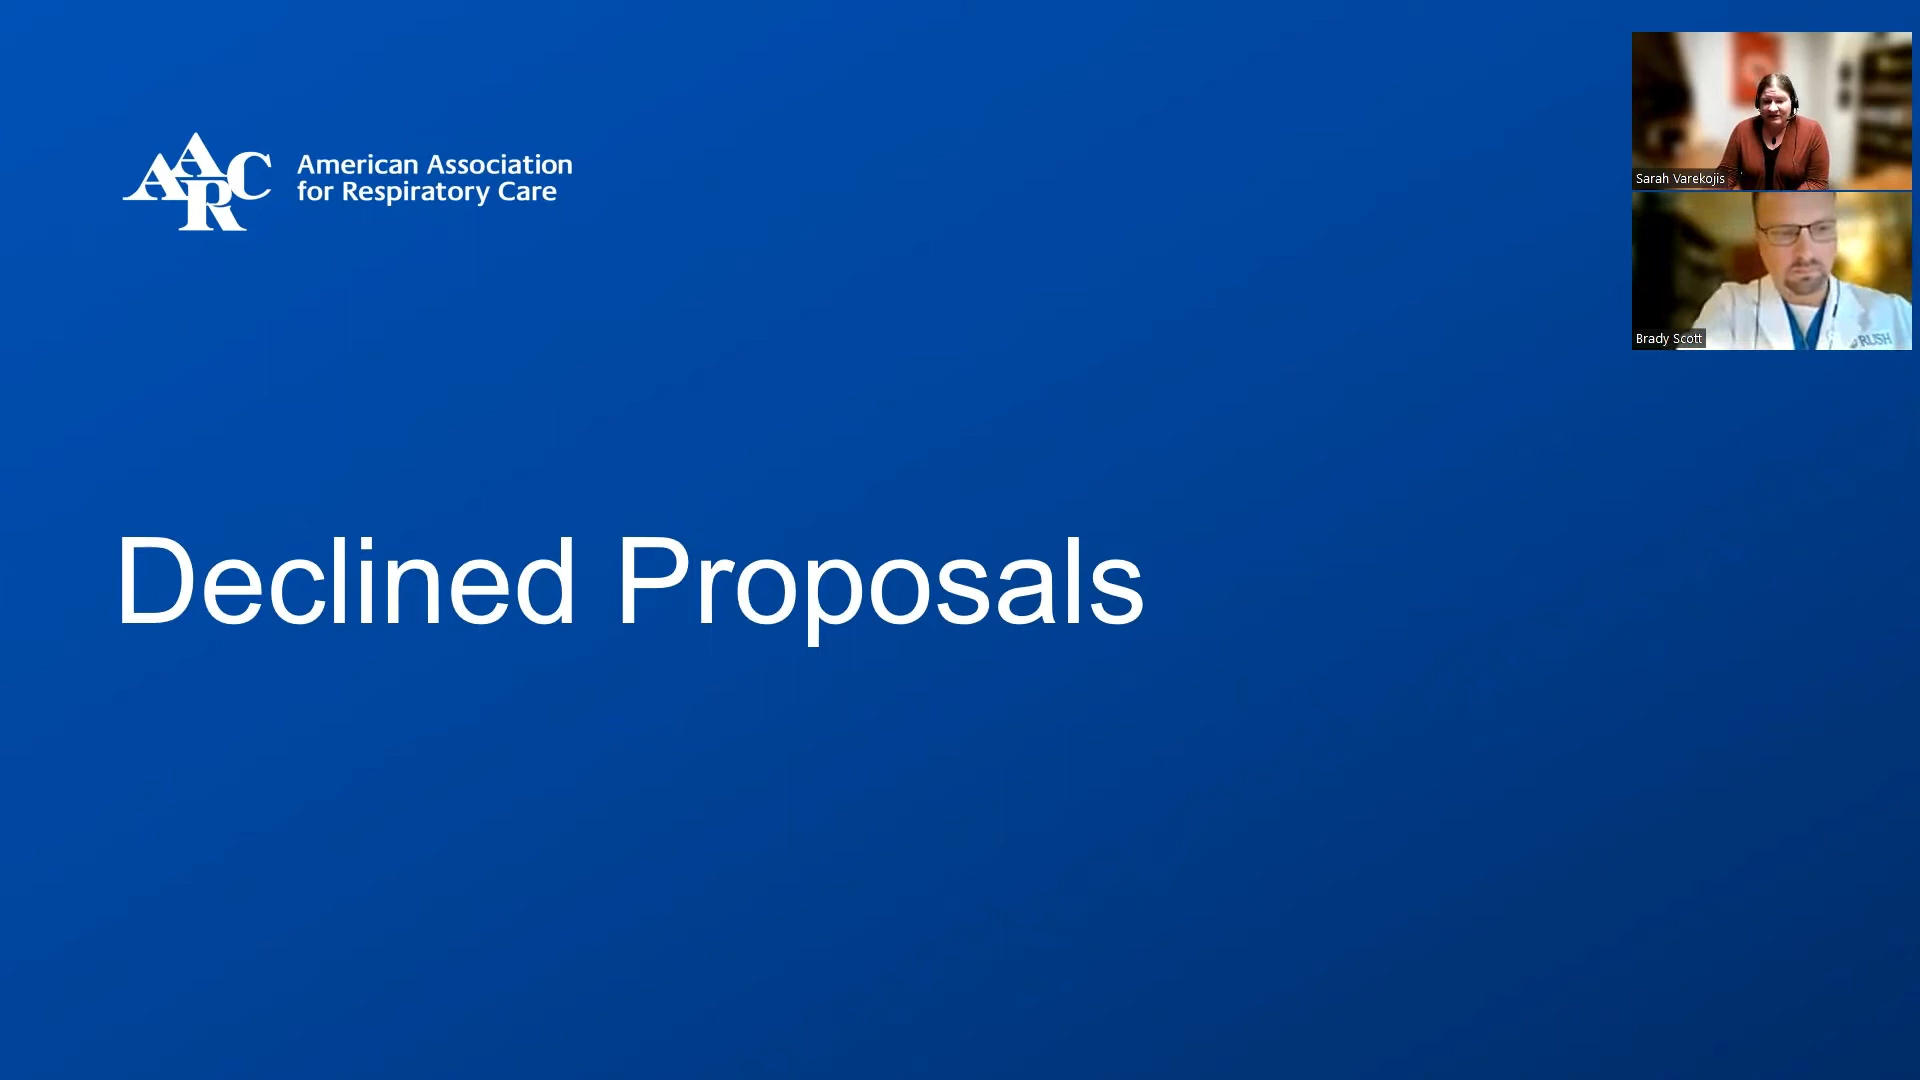 AARC
American Association
for Respiratory Care
Sarah Varekojis
Brady Scott
RUSH
Declined Proposals